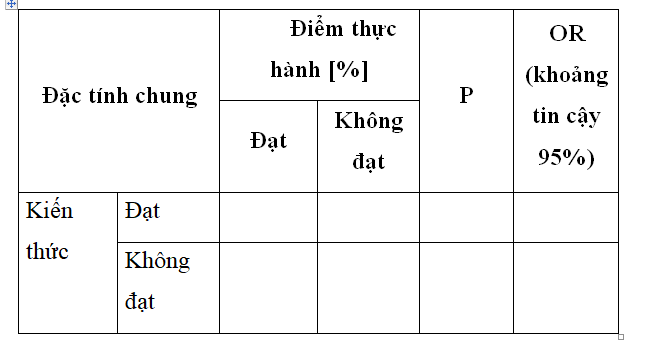 Đặc tính chung
Điểm thực
hành [%]
Đạt
Không
đạt
P
OR
(khoảng
tin cậy
95%)
Kiến
thức
Đạt
Không
đạt